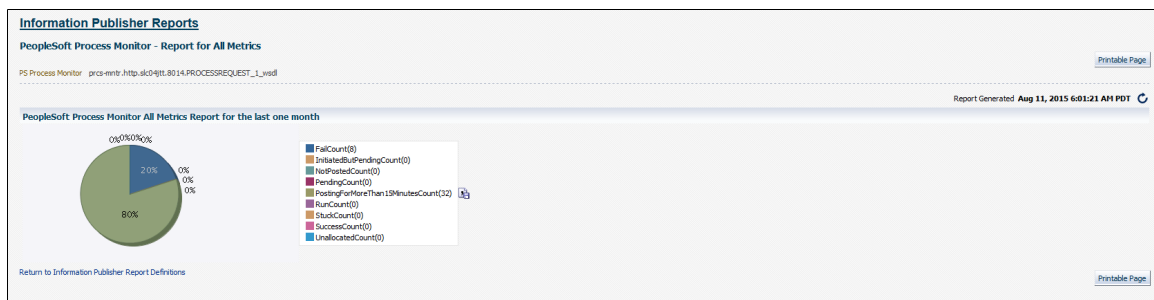 Information Publisher Reports
PeopleSoft Process Monitor - Report for All Metrics
Printable Page
PS Process Monitor prcs-mntr.http.slc04jtt.8014.PROCESSREQUEST_1_wsdl
Report Generated Aug 11, 2015 6:01:21 AM PDT
PeopleSoft Process Monitor All Metrics Report for the last one month
0%0%0%0%
20%
0%
0%
0%
80%
FailCount(8)
InitiatedButPendingCount(0)
NotPostedCount(0)
PendingCount(0)
PostingForMoreThan15MinutesCount(32)
RunCount(0)
StuckCount(0)
SuccessCount(0)
UnallocatedCount(0)
Return to Information Publisher Report Definitions
Printable Page